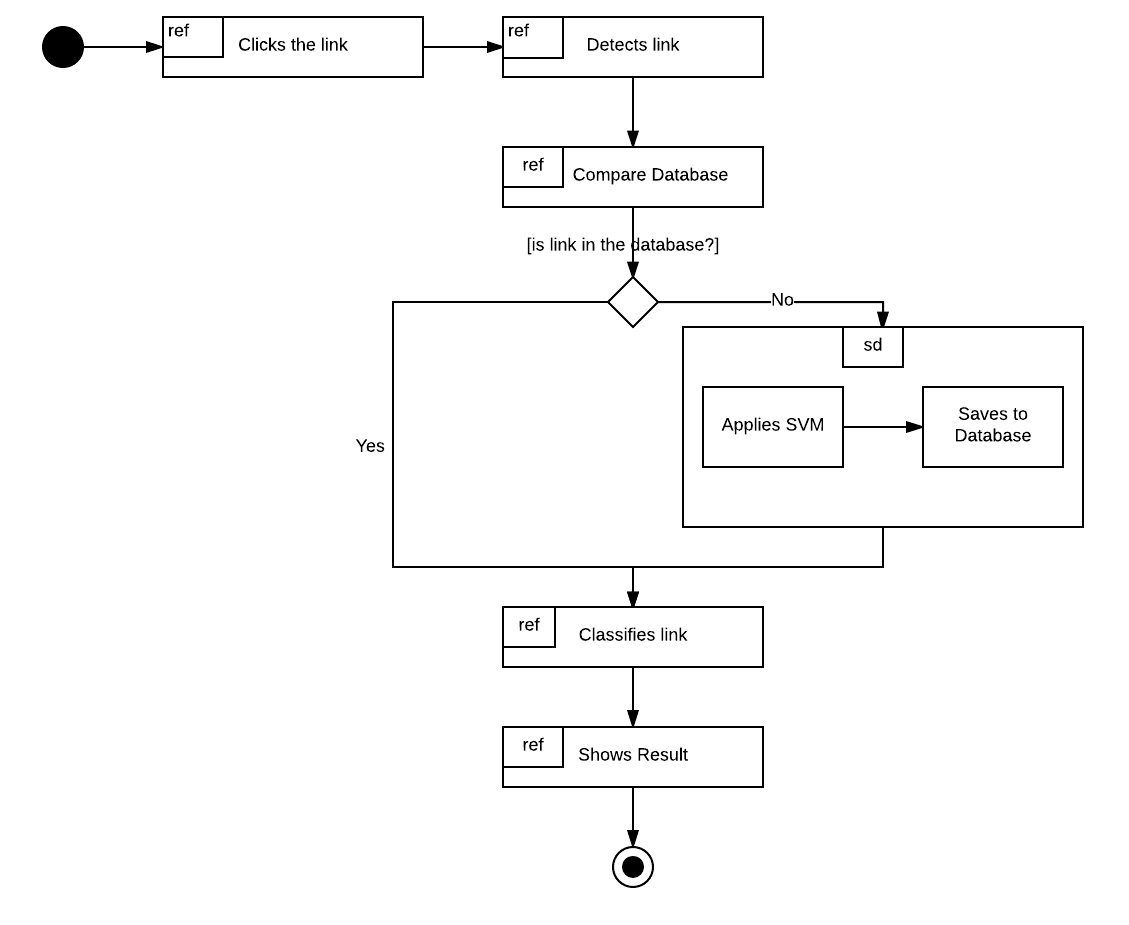 ref
Clicks the link
ref
Detects link
ref
Compare Database
[is link in the database?]
No
sd
Applies SVM
Saves to
Database
Yes
ref
Classifies link
ref
Shows Result